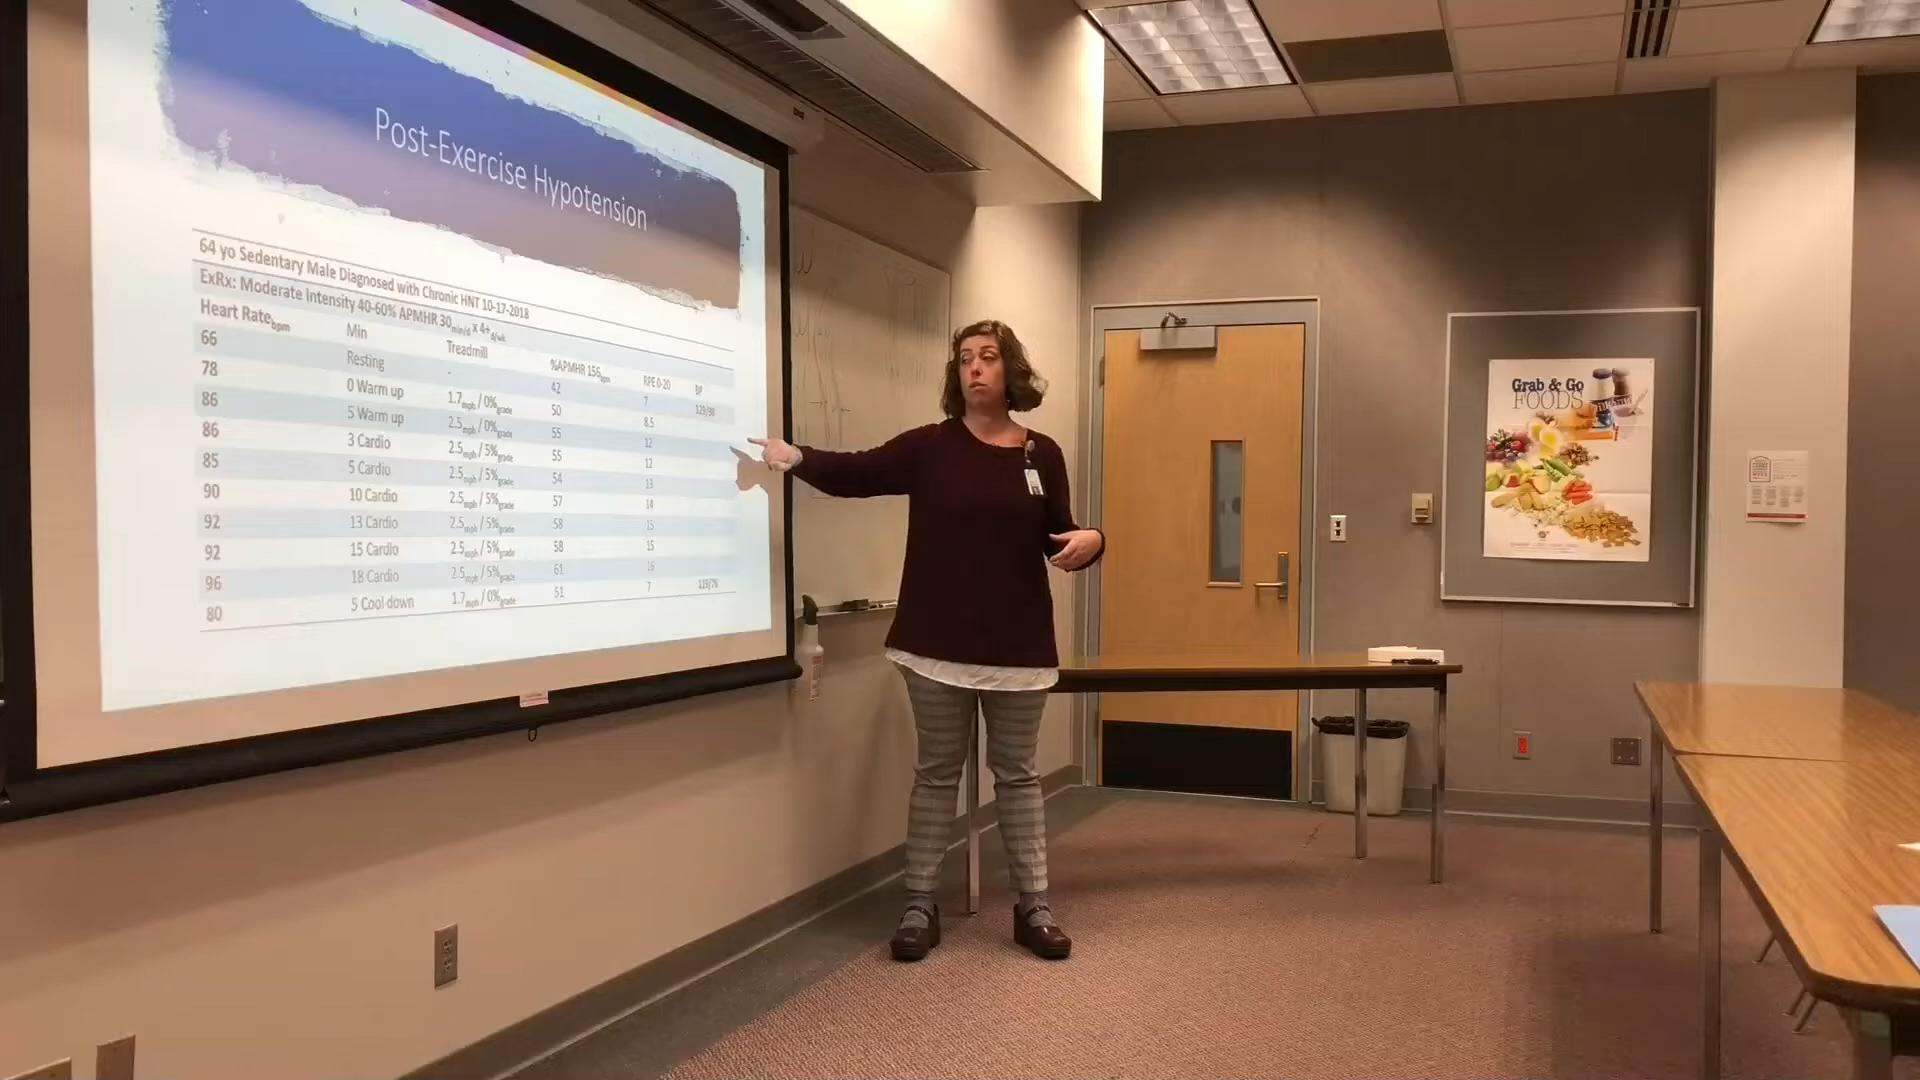 Post-Exercise Hypotension
64 yo Sedentary Male Diagnosed with Chronic HNT 10-17-2018
ExRx: Moderate Intensity 40-60% APMHR 30min/d x 4+d/wk
Heart Ratebpm Min Treadmill %APMHR 156bpm RPE 0-20 BP
66 Resting 42 7 129/90
78 0 Warm up 1.7mph / 0%grade 50 8.5
86 5 Warm up 2.5mph / 0%grade 55 12
86 3 Cardio 2.5mph / 5%grade 55 12
85 5 Cardio 2.5mph / 5%grade 54 13
90 10 Cardio 2.5mph / 5%grade 57 14
92 13 Cardio 2.5mph / 5%grade 58 15
92 15 Cardio 2.5mph / 5%grade 58 15
96 18 Cardio 2.5mph / 5%grade 61 16
80 5 Cool down 1.7mph / 0%grade 51 7 119/76
Grab & Go
FOODS